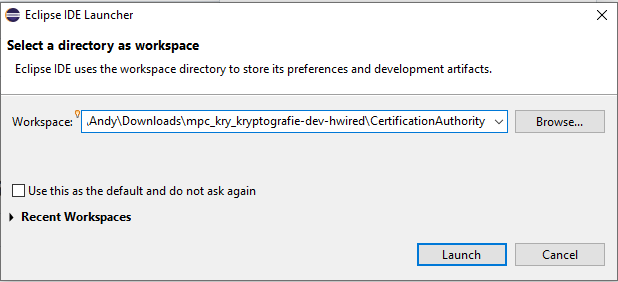 Eclipse IDE Launcher
Select a directory as workspace
Eclipse IDE uses the workspace directory to store its preferences and development artifacts.
Workspace: \Andy\Downloads\mpc_kry_kryptografie-dev-hwired\CertificationAuthority Browse...
Use this as the default and do not ask again
Recent Workspaces
Launch Cancel